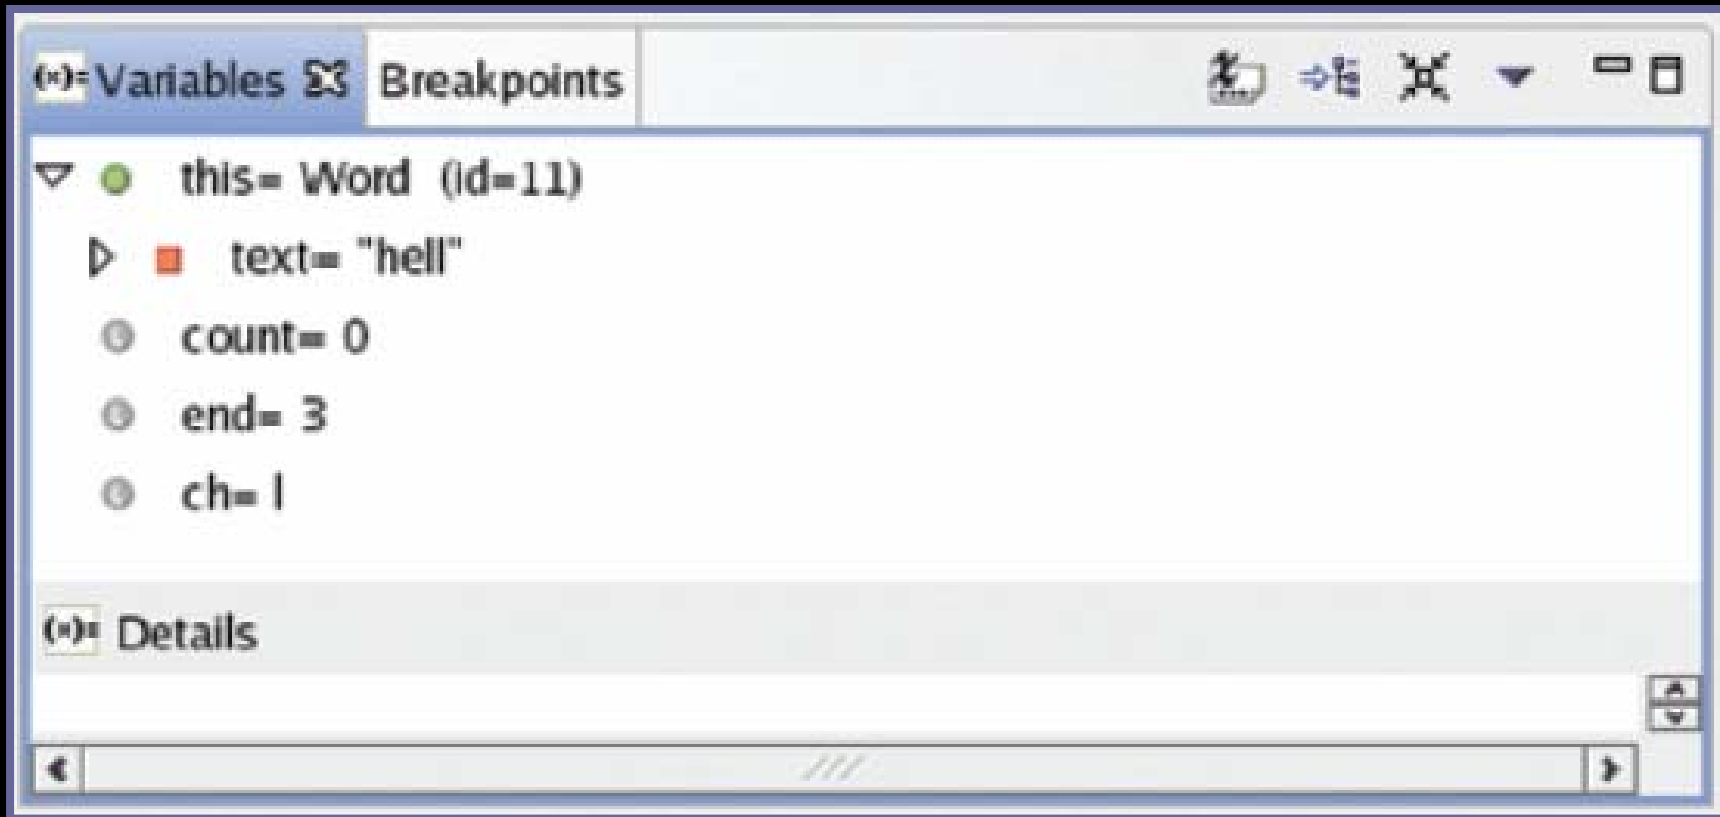 (x)= Variables Breakpoints
this= Word (id=11)
text= "hell"
count= 0
end= 3
ch= l
(x)= Details